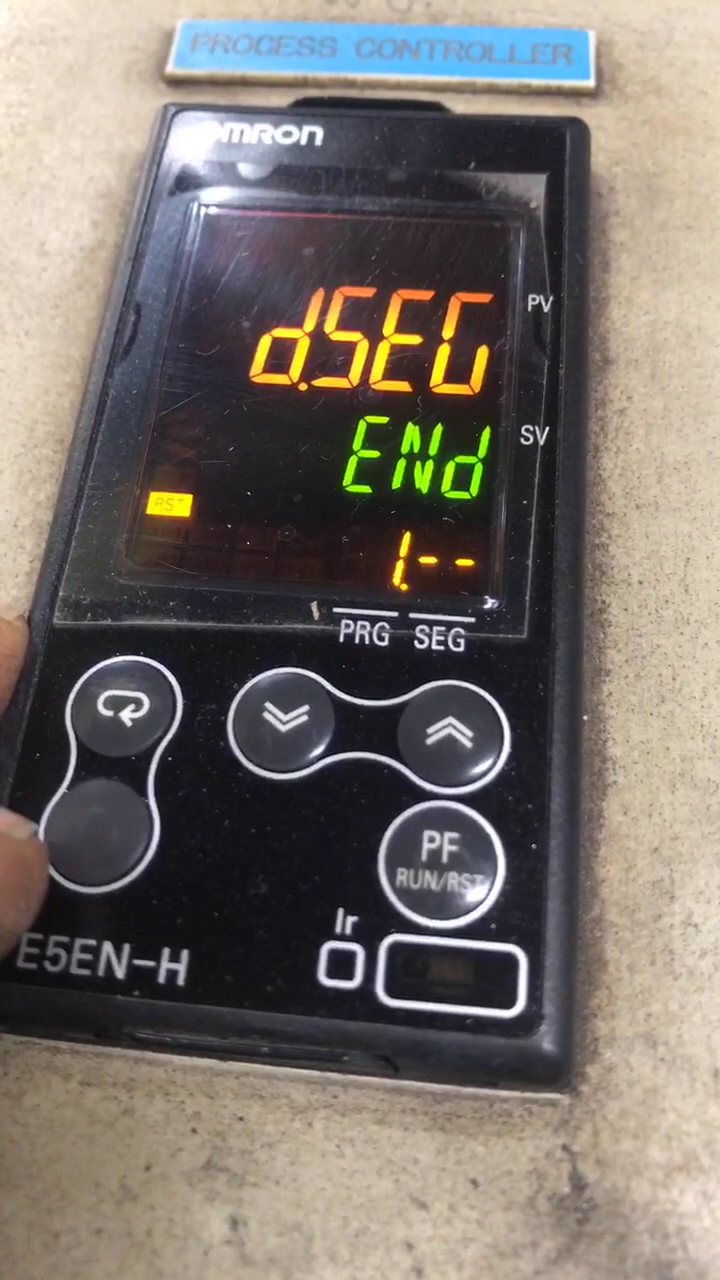 PROCESS CONTROLLER
OMRON
d.SEG
PV
ENd
SV
RST
1.--
PRG SEG
PF
RUN/RST
Ir
E5EN-H